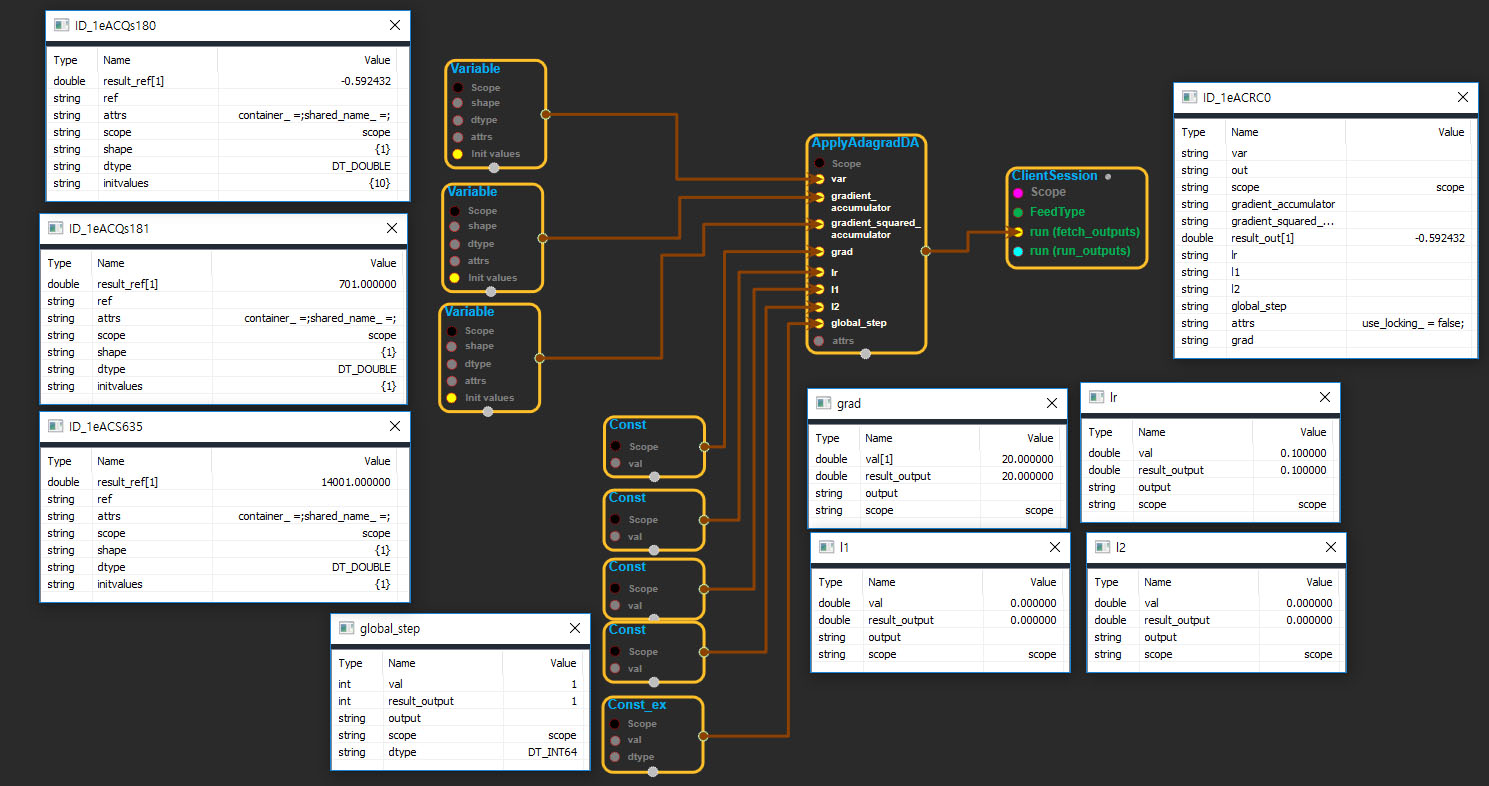 ID_1eACQs180
Type Name Value
double result_ref[1] -0.592432
string ref
string attrs container_ =;shared_name_ =;
string scope scope
string shape {1}
string dtype DT_DOUBLE
string initvalues {10}
ID_1eACQs181
Type Name Value
double result_ref[1] 701.000000
string ref
string attrs container_ =;shared_name_ =;
string scope scope
string shape {1}
string dtype DT_DOUBLE
string initvalues {1}
ID_1eACS635
Type Name Value
double result_ref[1] 14001.000000
string ref
string attrs container_ =;shared_name_ =;
string scope scope
string shape {1}
string dtype DT_DOUBLE
string initvalues {1}
Variable
Scope
shape
dtype
attrs
Init values
Variable
Scope
shape
dtype
attrs
Init values
Variable
Scope
shape
dtype
attrs
Init values
Const
Scope
val
Const
Scope
val
Const
Scope
val
Const
Scope
val
Const_ex
Scope
val
dtype
global_step
Type Name Value
int val 1
int result_output 1
string output
string scope scope
string dtype DT_INT64
ApplyAdagradDA
Scope
var
gradient_
accumulator
gradient_squared_
accumulator
grad
lr
l1
l2
global_step
attrs
ClientSession
Scope
FeedType
run (fetch_outputs)
run (run_outputs)
ID_1eACRC0
Type Name Value
string var
string out
string scope scope
string gradient_accumulator
string gradient_squared_...
double result_out[1] -0.592432
string lr
string l1
string l2
string global_step
string attrs use_locking_ = false;
string grad
grad
Type Name Value
double val[1] 20.000000
double result_output 20.000000
string output
string scope scope
lr
Type Name Value
double val 0.100000
double result_output 0.100000
string output
string scope scope
l1
Type Name Value
double val 0.000000
double result_output 0.000000
string output
string scope scope
l2
Type Name Value
double val 0.000000
double result_output 0.000000
string output
string scope scope